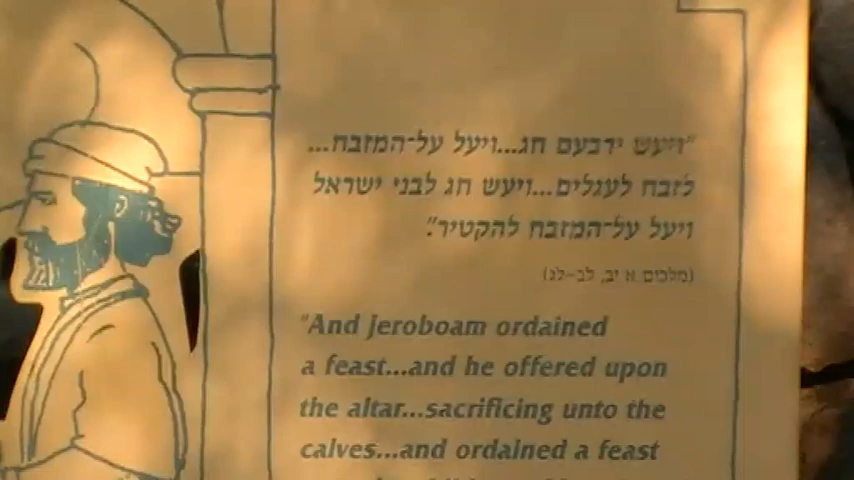 "ויעש ירבעם חג...ויעל על־המזבח...
לזבח לעגלים...ויעש חג לבני ישראל
ויעל על־המזבח להקטיר".
(מלכים א יב, לב–לג)
"And Jeroboam ordained
a feast...and he offered upon
the altar...sacrificing unto the
calves...and ordained a feast